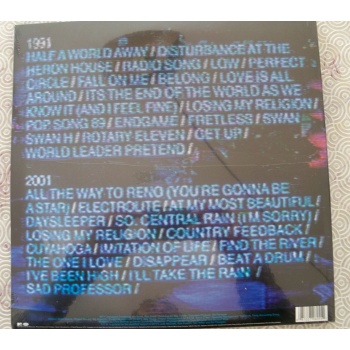 1991
HALF A WORLD AWAY / DISTURBANCE AT THE
HERON HOUSE / RADIO SONG / LOW / PERFECT
CIRCLE / FALL ON ME / BELONG / LOVE IS ALL
AROUND / IT'S THE END OF THE WORLD AS WE
KNOW IT (AND I FEEL FINE) / LOSING MY RELIGION /
POP SONG 89 / ENDGAME / FRETLESS / SWAN
SWAN H / ROTARY ELEVEN / GET UP /
WORLD LEADER PRETEND /
2001
ALL THE WAY TO RENO (YOU'RE GONNA BE
A STAR) / ELECTROLITE / AT MY MOST BEAUTIFUL /
DAYSLEEPER / SO. CENTRAL RAIN (I'M SORRY) /
LOSING MY RELIGION / COUNTRY FEEDBACK /
CUYAHOGA / IMITATION OF LIFE / FIND THE RIVER /
THE ONE I LOVE / DISAPPEAR / BEAT A DRUM /
I'VE BEEN HIGH / I'LL TAKE THE RAIN /
SAD PROFESSOR /